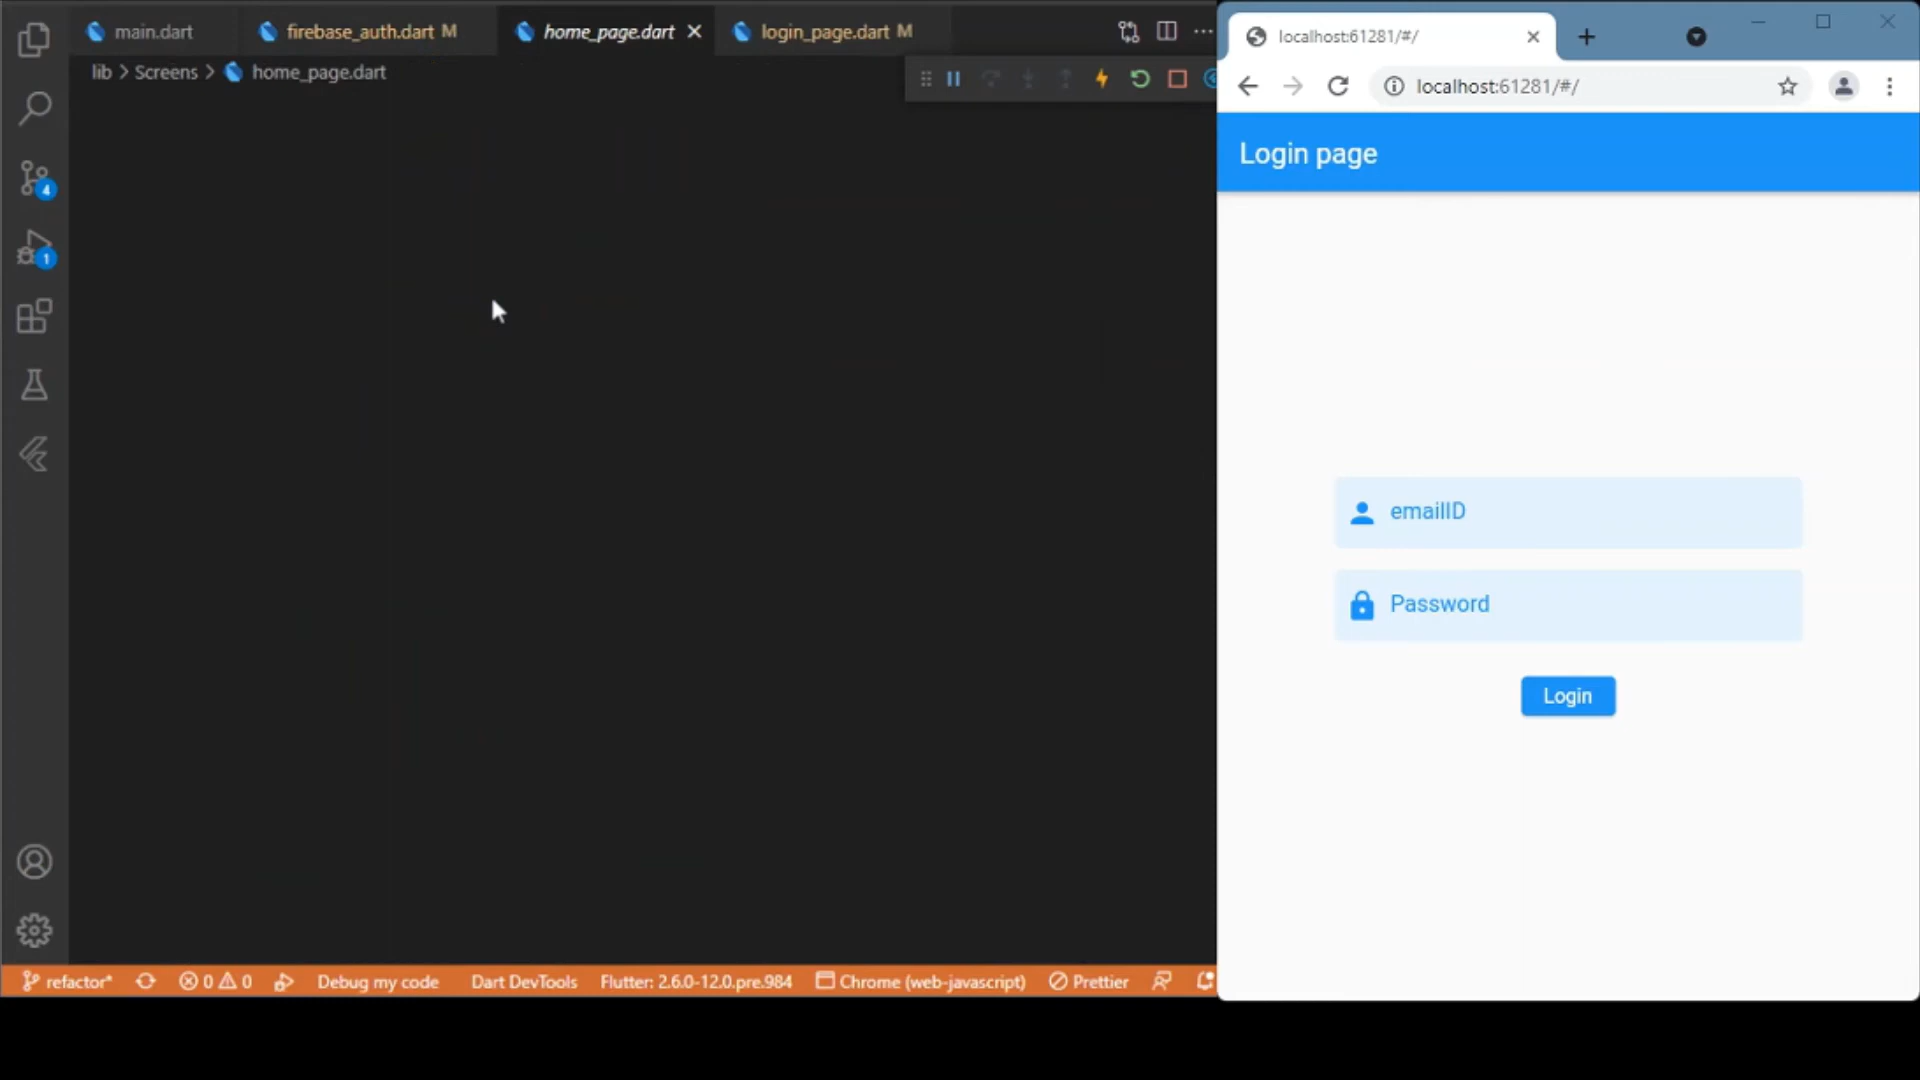 main.dart
firebase_auth.dart M
home_page.dart
login_page.dart M
lib > Screens > home_page.dart
4
1
refactor*
0 0
Debug my code
Dart DevTools
Flutter: 2.6.0-12.0.pre.984
Chrome (web-javascript)
Prettier
localhost:61281/#/
localhost:61281/#/
Login page
emailID
Password
Login